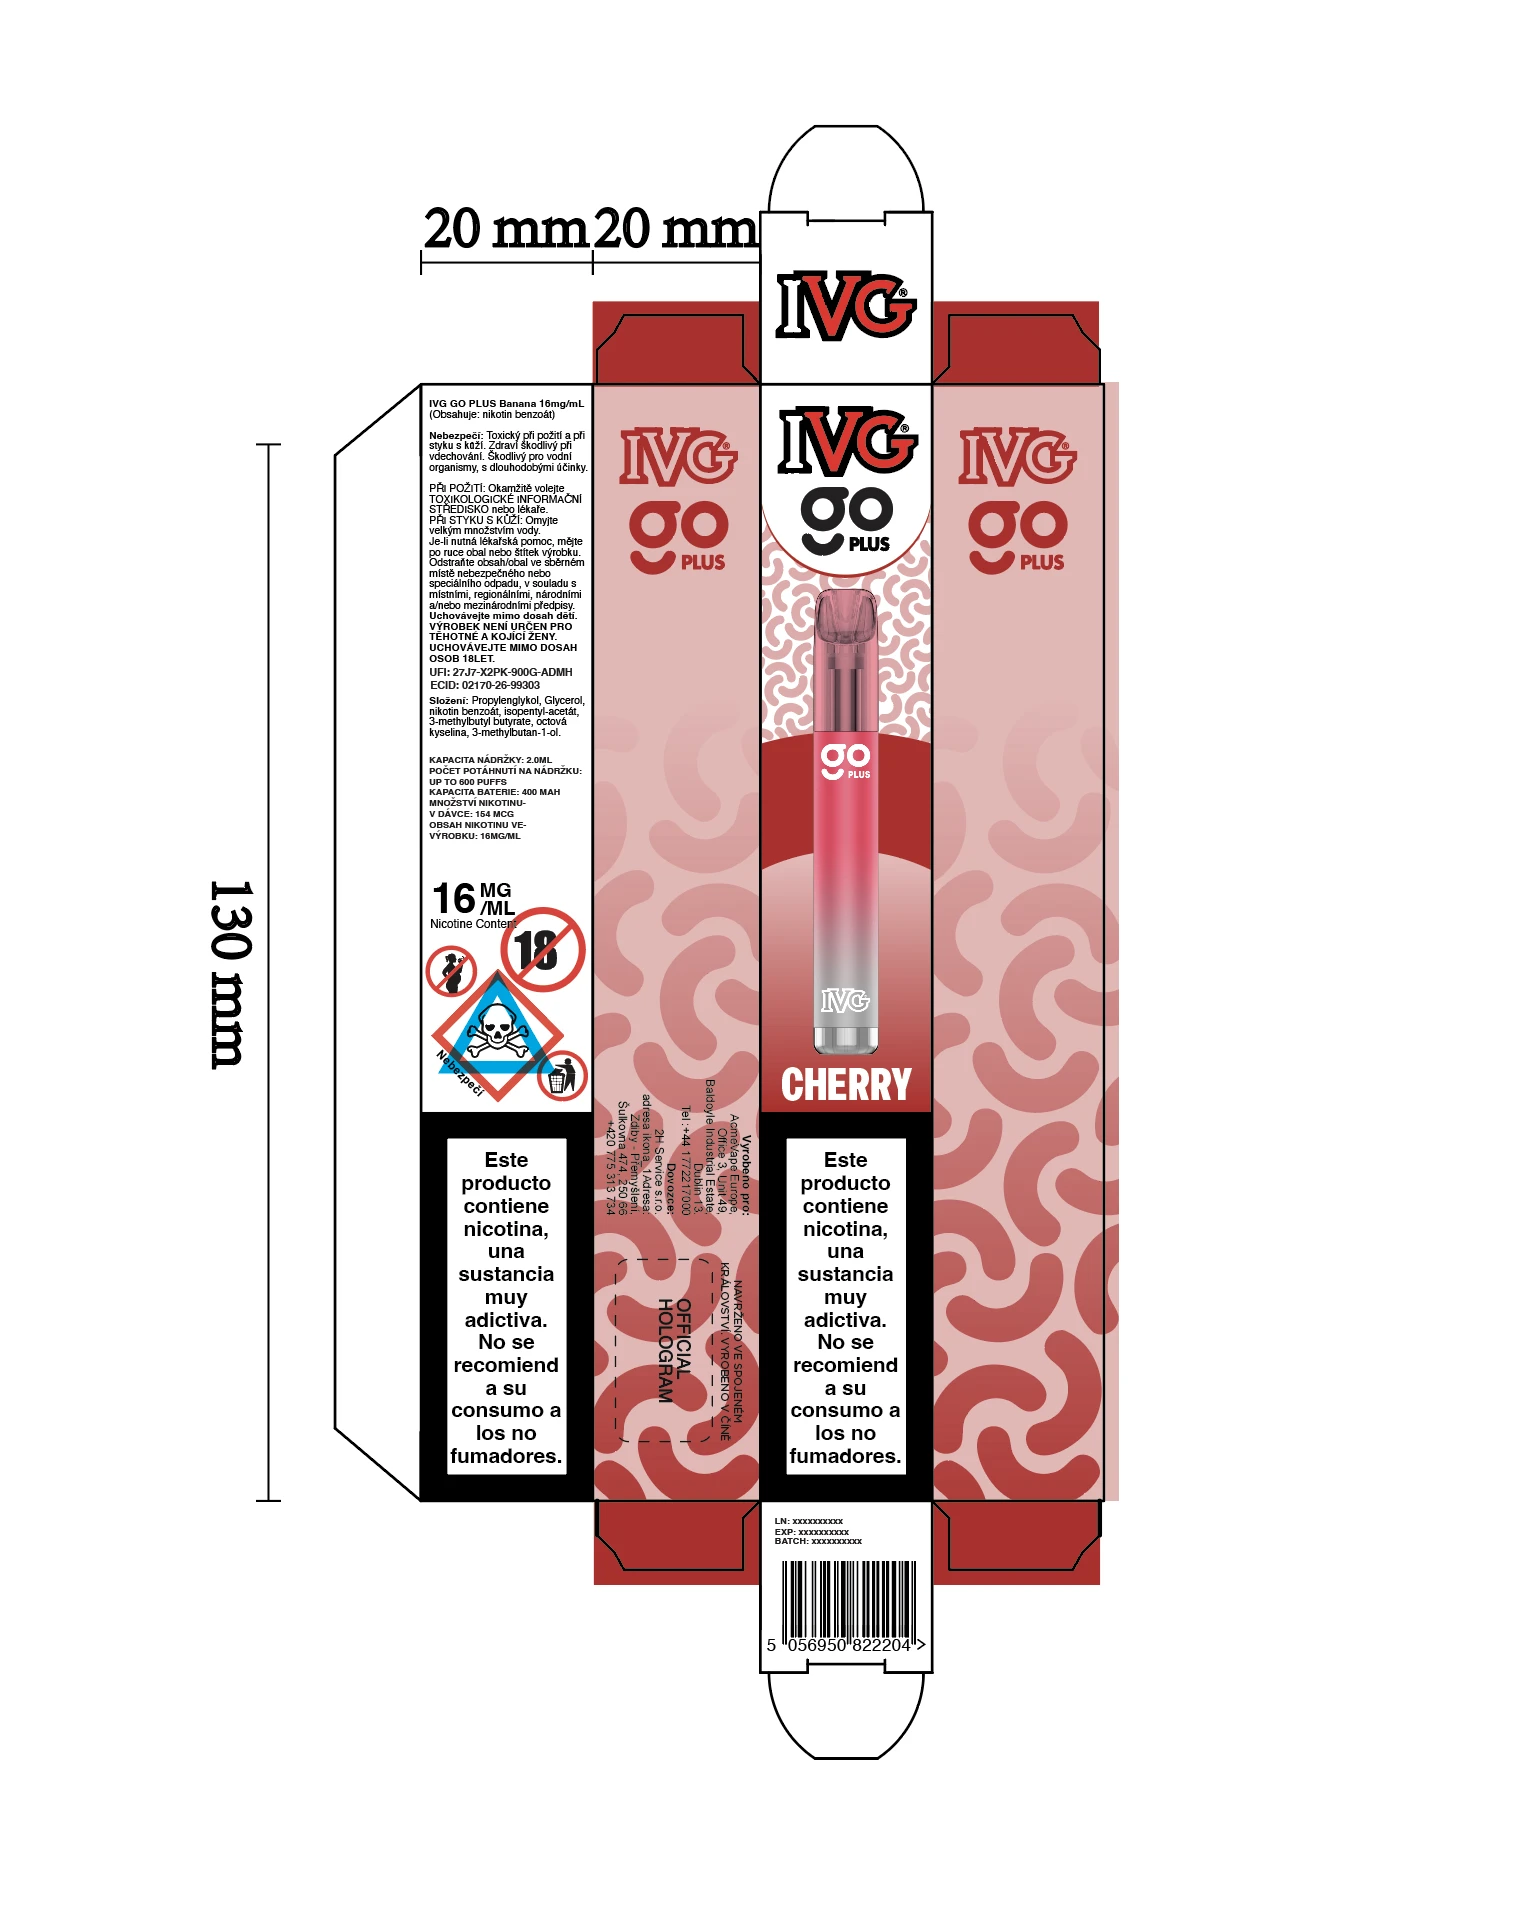 20 mm 20 mm
130 mm
IVG®
IVG GO PLUS Banana 16mg/mL
(Obsahuje: nikotin benzoát)
Nebezpečí: Toxický při požití a při
styku s kůží. Zdraví škodlivý při
vdechování. Škodlivý pro vodní
organismy, s dlouhodobými účinky.
PŘI POŽITÍ: Okamžitě volejte
TOXIKOLOGICKÉ INFORMAČNÍ
STŘEDISKO nebo lékaře.
PŘI STYKU S KŮŽÍ: Omyjte
velkým množstvím vody.
Je-li nutná lékařská pomoc, mějte
po ruce obal nebo štítek výrobku.
Odstraňte obsah/obal ve sběrném
místě nebezpečného nebo
speciálního odpadu, v souladu s
místními, regionálními, národními
a/nebo mezinárodními předpisy.
Uchovávejte mimo dosah dětí.
VÝROBEK NENÍ URČEN PRO
TĚHOTNÉ A KOJÍCÍ ŽENY.
UCHOVÁVEJTE MIMO DOSAH
OSOB 18LET.
UFI: 27J7-X2PK-900G-ADMH
ECID: 02170-26-99303
Složení: Propylenglykol, Glycerol,
nikotin benzoát, isopentyl-acetát,
3-methylbutyl butyrate, octová
kyselina, 3-methylbutan-1-ol.
KAPACITA NÁDRŽKY: 2.0ML
POČET POTÁHNUTÍ NA NÁDRŽKU:
UP TO 600 PUFFS
KAPACITA BATERIE: 400 MAH
MNOŽSTVÍ NIKOTINU-
V DÁVCE: 154 MCG
OBSAH NIKOTINU VE-
VÝROBKU: 16MG/ML
16 MG
/ML
Nicotine Content
18
Nebezpečí
Este
producto
contiene
nicotina,
una
sustancia
muy
adictiva.
No se
recomiend
a su
consumo a
los no
fumadores.
IVG®
go
PLUS
Vyrobeno pro:
AcmeVape Europe,
Office 3, Unit 49,
Baldoyle Industrial Estate,
Dublin 13.
Tel :+44 1772217000
Dovozce:
2H Service s.r.o.
adresa ikona_1Adresa:
Zdiby - Přemyšlení,
Šulkovna 474, 250 66
+420 775 313 734
NAVRŽENO VE SPOJENÉM
KRÁLOVSTVÍ. VYROBENO V ČÍNĚ
OFFICIAL
HOLOGRAM
IVG®
go
PLUS
go
PLUS
IVG
CHERRY
Este
producto
contiene
nicotina,
una
sustancia
muy
adictiva.
No se
recomiend
a su
consumo a
los no
fumadores.
IVG®
go
PLUS
LN: xxxxxxxxxx
EXP: xxxxxxxxxx
BATCH: xxxxxxxxxx
5 056950 822204 >